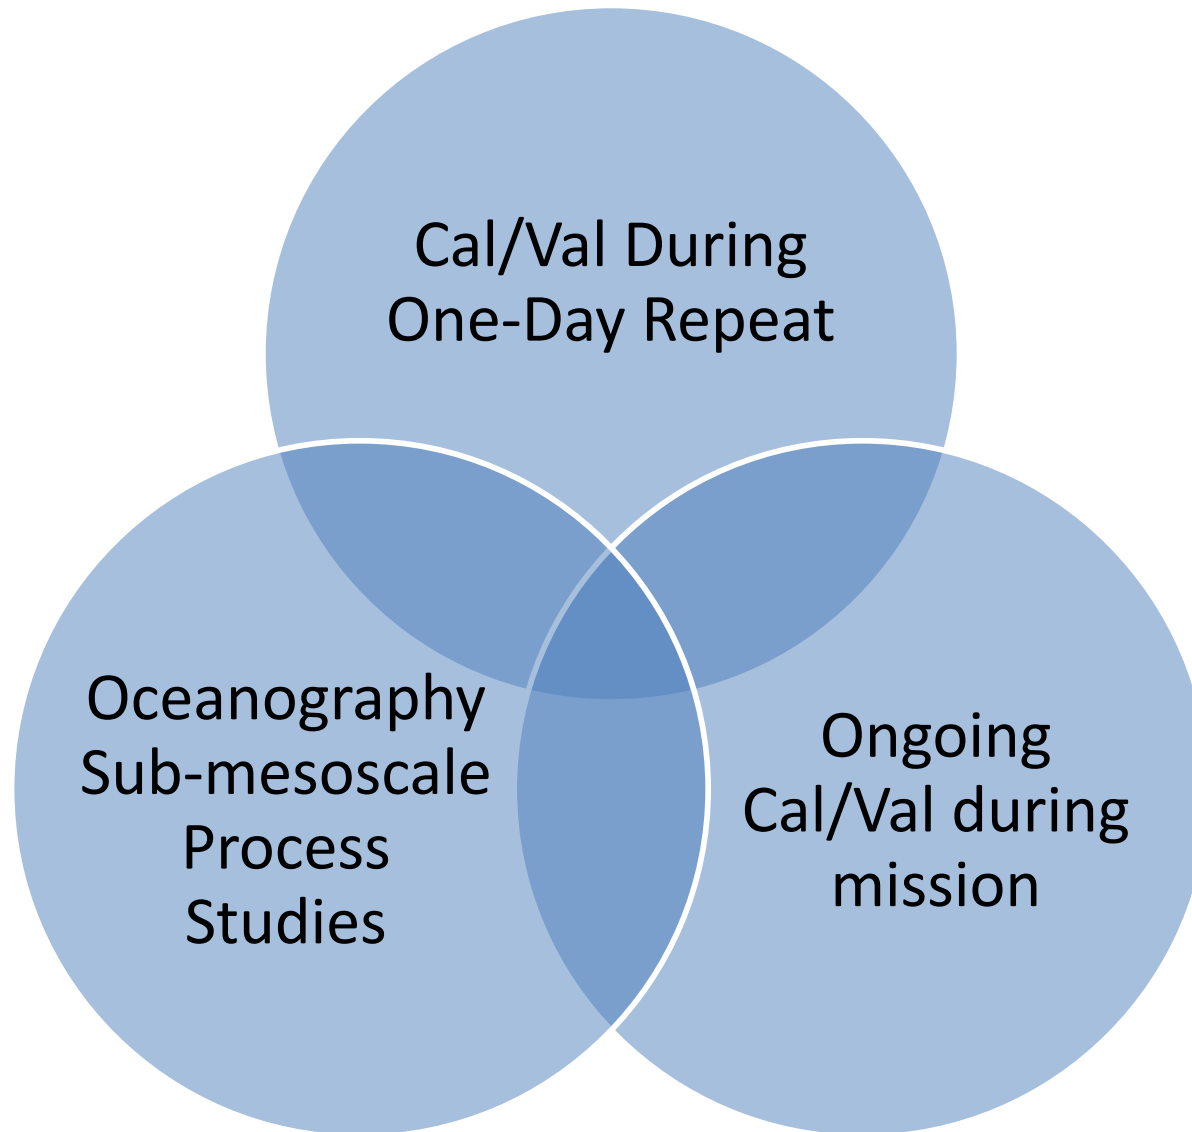 Cal/Val During
One-Day Repeat
Oceanography
Sub-mesoscale
Process
Studies
Ongoing
Cal/Val during
mission